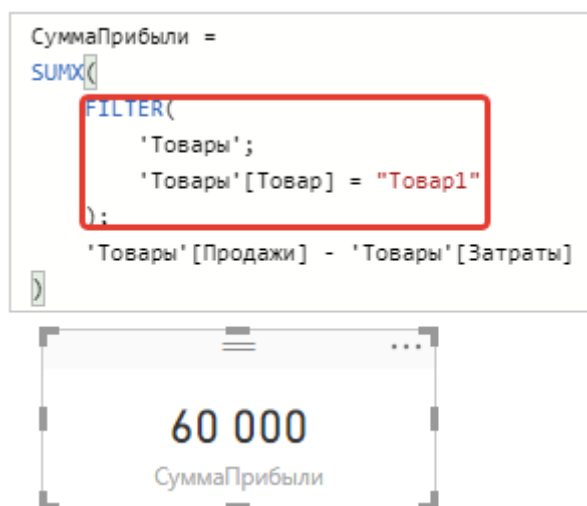 СуммаПрибыли =
SUMX(
FILTER(
'Товары';
'Товары'[Товар] = "Товар1"
);
'Товары'[Продажи] - 'Товары'[Затраты]
)
60 000
СуммаПрибыли